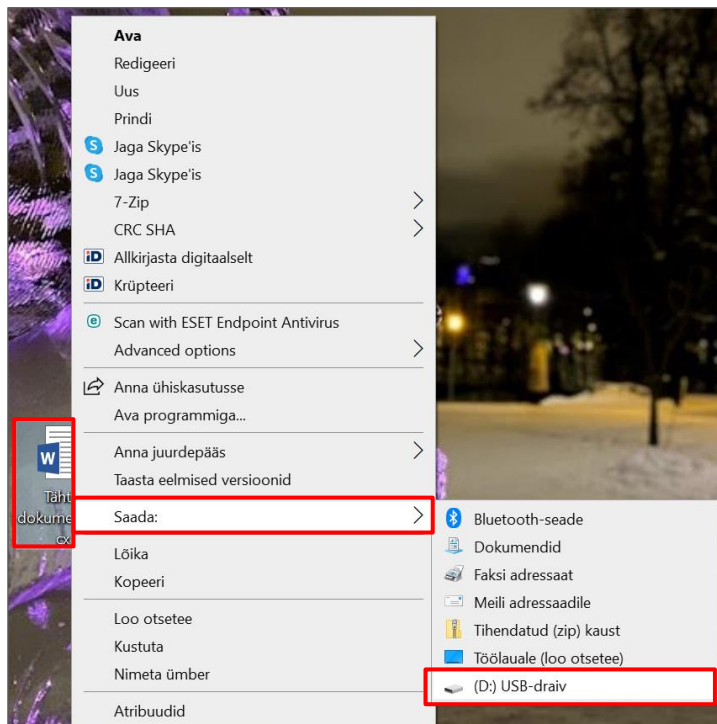 Ava
Redigeeri
Uus
Prindi
Jaga Skype'is
Jaga Skype'is
7-Zip
CRC SHA
Allkirjasta digitaalselt
Krüpteeri
Scan with ESET Endpoint Antivirus
Advanced options
Anna ühiskasutusse
Ava programmiga...
Anna juurdepääs
Taasta eelmised versioonid
Täht
dokume
cx
Saada:
Lõika
Kopeeri
Loo otsetee
Kustuta
Nimeta ümber
Atribuudid
Bluetooth-seade
Dokumendid
Faksi adressaat
Meili adressaadile
Tihendatud (zip) kaust
Töölauale (loo otsetee)
(D:) USB-draiv